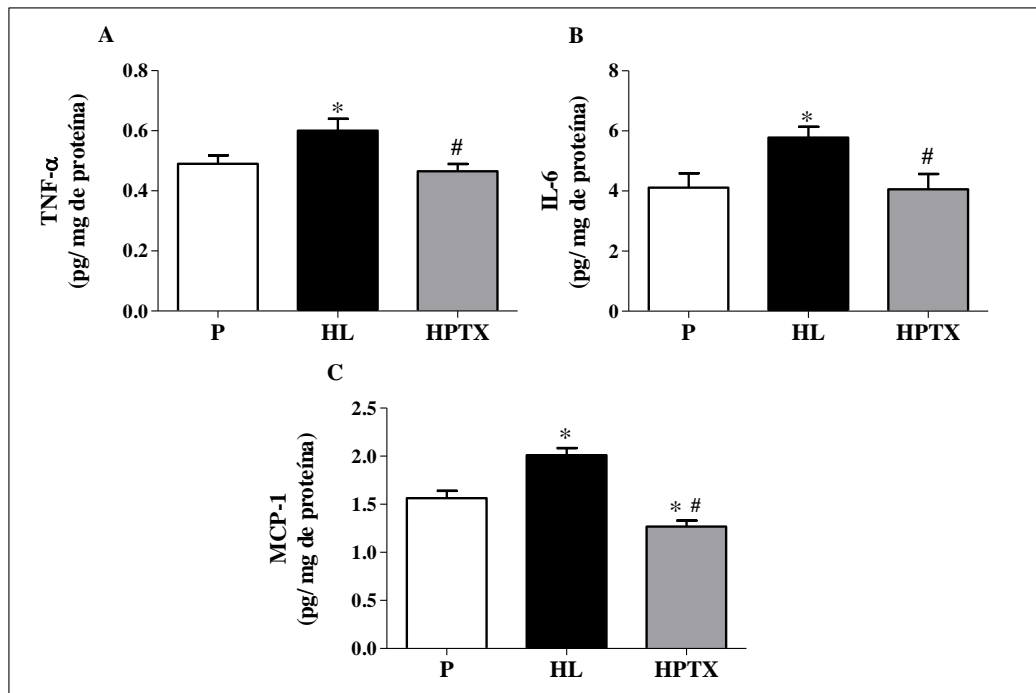 A
TNF-α
(pg/ mg de proteína)
0.8
0.6
0.4
0.2
0.0
*
#
P HL HPTX
B
IL-6
(pg/ mg de proteína)
8
6
4
2
0
*
#
P HL HPTX
C
MCP-1
(pg/ mg de proteína)
2.5
2.0
1.5
1.0
0.5
0.0
*
* #
P HL HPTX